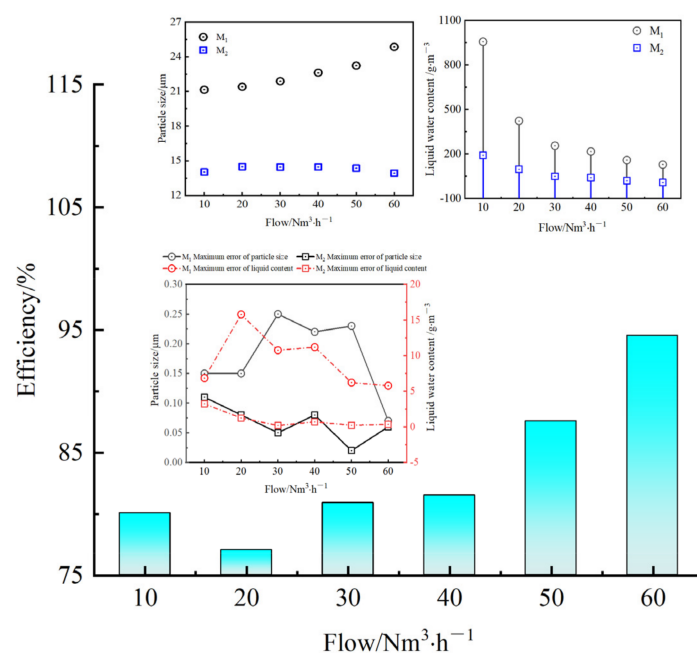 Efficiency/%
115
105
95
85
75
10 20 30 40 50 60
Flow/Nm³·h⁻¹
Particle size/μm
27
24
21
18
15
12
M₁
M₂
10 20 30 40 50 60
Flow/Nm³·h⁻¹
Liquid water content /g·m⁻³
1100
800
500
200
-100
M₁
M₂
10 20 30 40 50 60
Flow/Nm³·h⁻¹
M₁ Maximum error of particle size M₂ Maximum error of particle size
M₁ Maximum error of liquid content M₂ Maximum error of liquid content
Particle size/μm
0.30
0.25
0.20
0.15
0.10
0.05
0.00
20
15
10
5
0
-5
Liquid water content /g·m⁻³
10 20 30 40 50 60
Flow/Nm³·h⁻¹